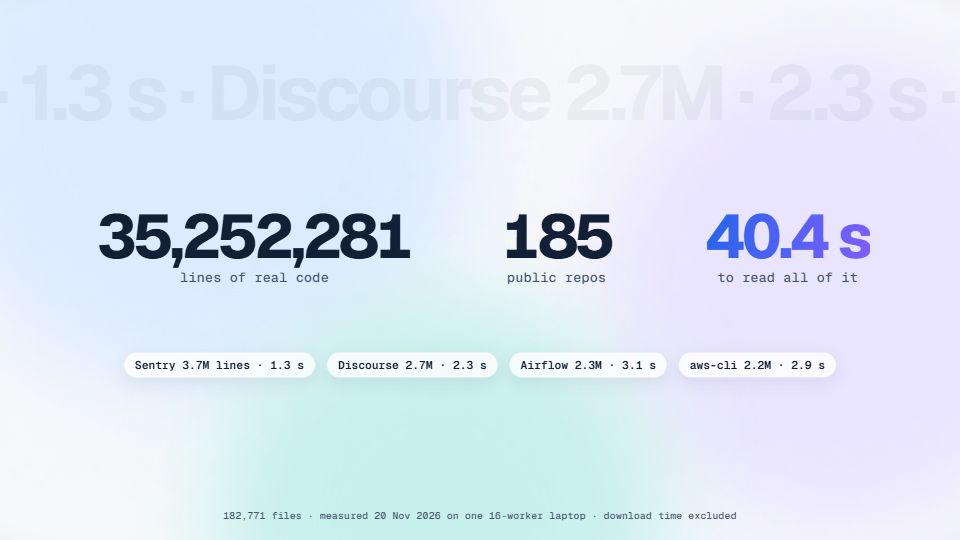 · 1.3 s · Discourse 2.7M · 2.3 s ·
35,252,281 185 40.4 s
lines of real code public repos to read all of it
Sentry 3.7M lines · 1.3 s Discourse 2.7M · 2.3 s Airflow 2.3M · 3.1 s aws-cli 2.2M · 2.9 s
182,771 files · measured 20 Nov 2026 on one 16-worker laptop · download time excluded